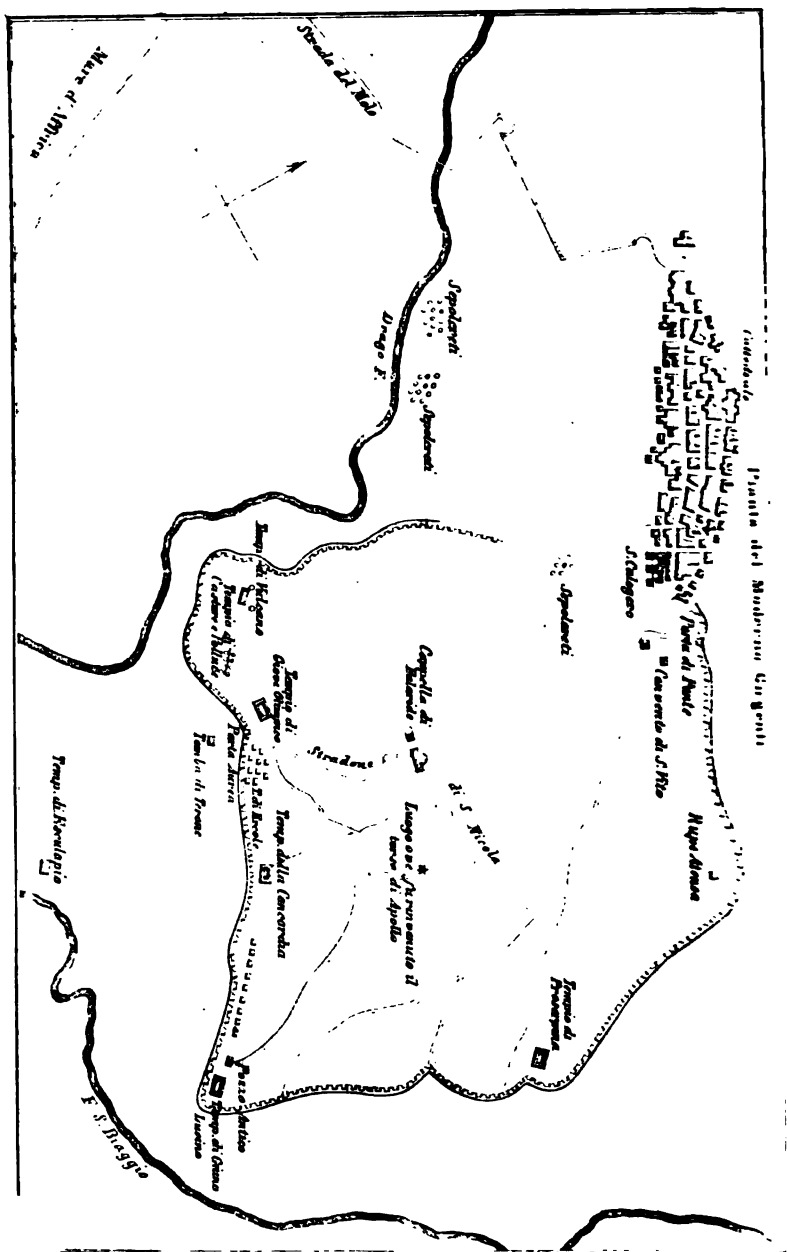 Pianta del Moderno Girgenti
Cattedrale
Mare d'Affrica
Strada del Molo
Drago F.
Sepolcreti
Sepolcreti
Sepolcreti
S. Calogero
Porta di Ponte
Convento di S. Vito
Rupe Atenea
Tempio di
Proserpina
Cappella di
Falaride
Stradone
di S. Nicola
Luogo ove fu rinvenuto il
torso di Apollo
Temp. di Vulcano
Tempio di
Castore e Polluce
Tempio di
Giove Olimpico
Porta Aurea
Tomba di Terone
T. di Ercole
Temp. della Concordia
Pozzo Antico
Temp. di Giuno
Lucina
Temp. di Esculapio
F. S. Biaggio